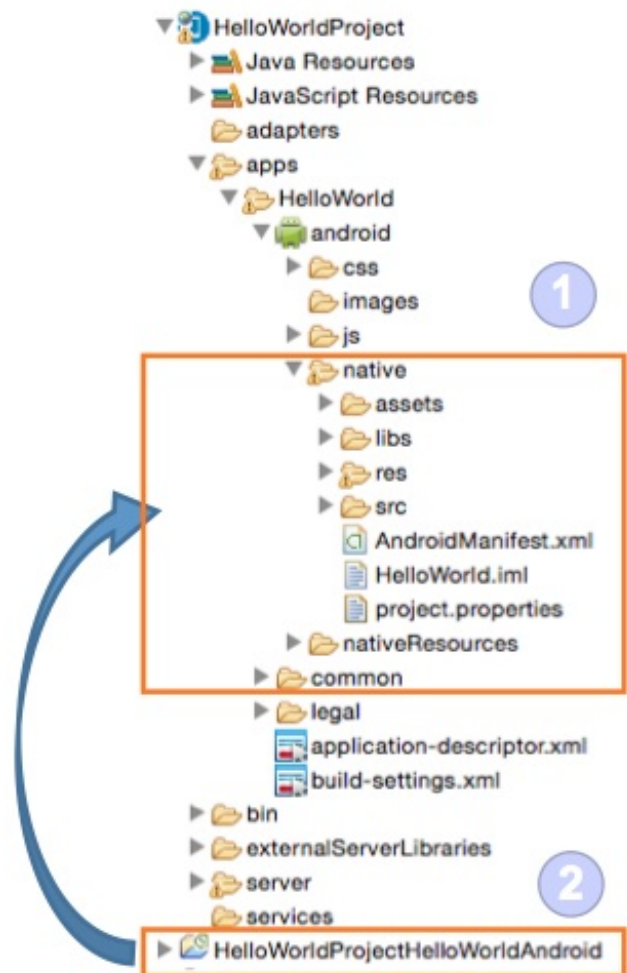 HelloWorldProject
Java Resources
JavaScript Resources
adapters
apps
HelloWorld
android
css
images
1
js
native
assets
libs
res
src
AndroidManifest.xml
HelloWorld.iml
project.properties
nativeResources
common
legal
application-descriptor.xml
build-settings.xml
bin
externalServerLibraries
server
2
services
HelloWorldProjectHelloWorldAndroid